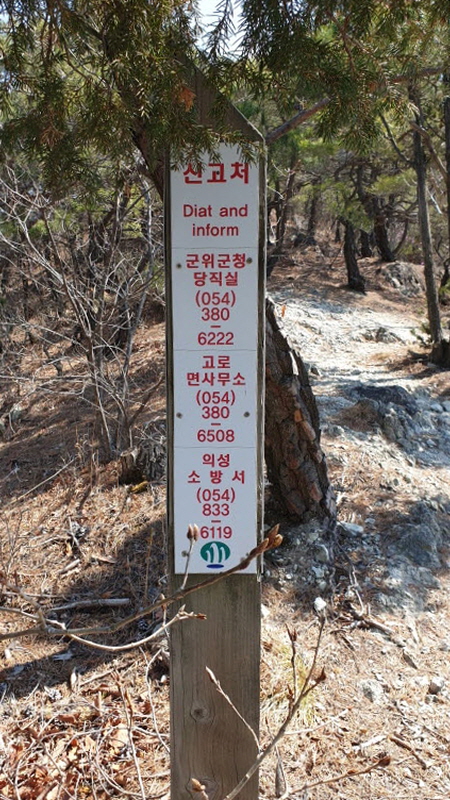 신고처
Diat and
inform
군위군청
당직실
(054)
380
–
6222
고로
면사무소
(054)
380
–
6508
의성
소 방 서
(054)
833
–
6119